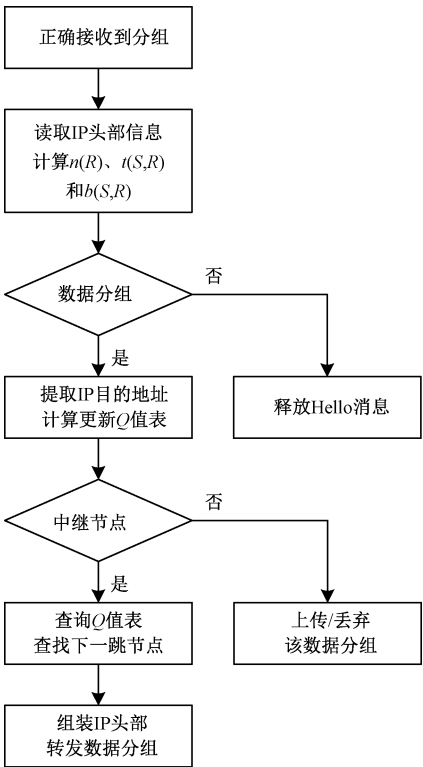 正确接收到分组
读取IP头部信息
计算n(R)、t(S,R)
和b(S,R)
数据分组
否
是
提取IP目的地址
计算更新Q值表
释放Hello消息
中继节点
否
是
查询Q值表
查找下一跳节点
上传/丢弃
该数据分组
组装IP头部
转发数据分组